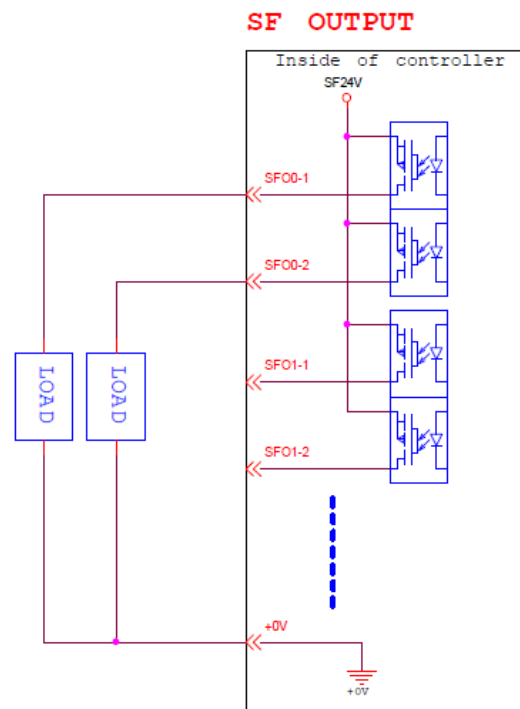 SF OUTPUT
Inside of controller
SF24V
SFO0-1
SFO0-2
LOAD
LOAD
SFO1-1
SFO1-2
+0V
+0V